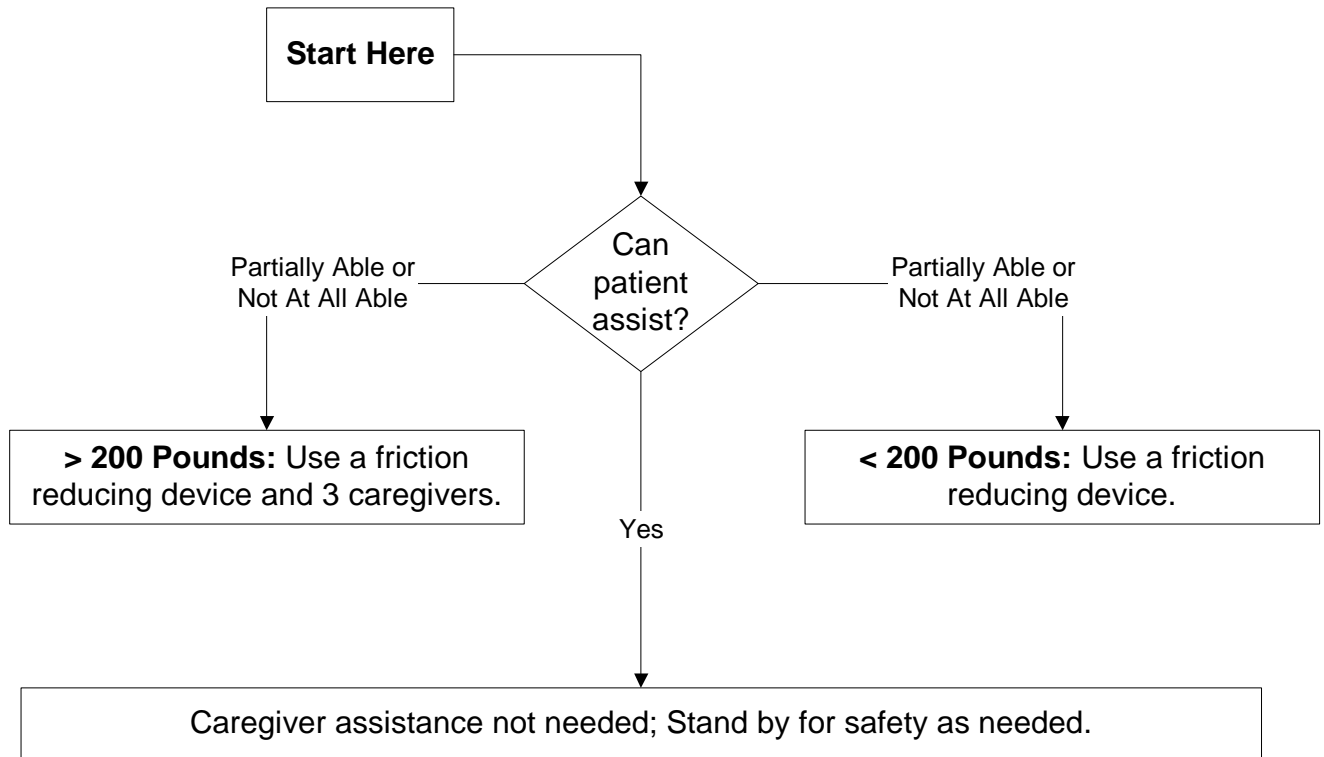 Start Here
Can
patient
assist?
Partially Able or
Not At All Able
Partially Able or
Not At All Able
> 200 Pounds: Use a friction
reducing device and 3 caregivers.
< 200 Pounds: Use a friction
reducing device.
Yes
Caregiver assistance not needed; Stand by for safety as needed.